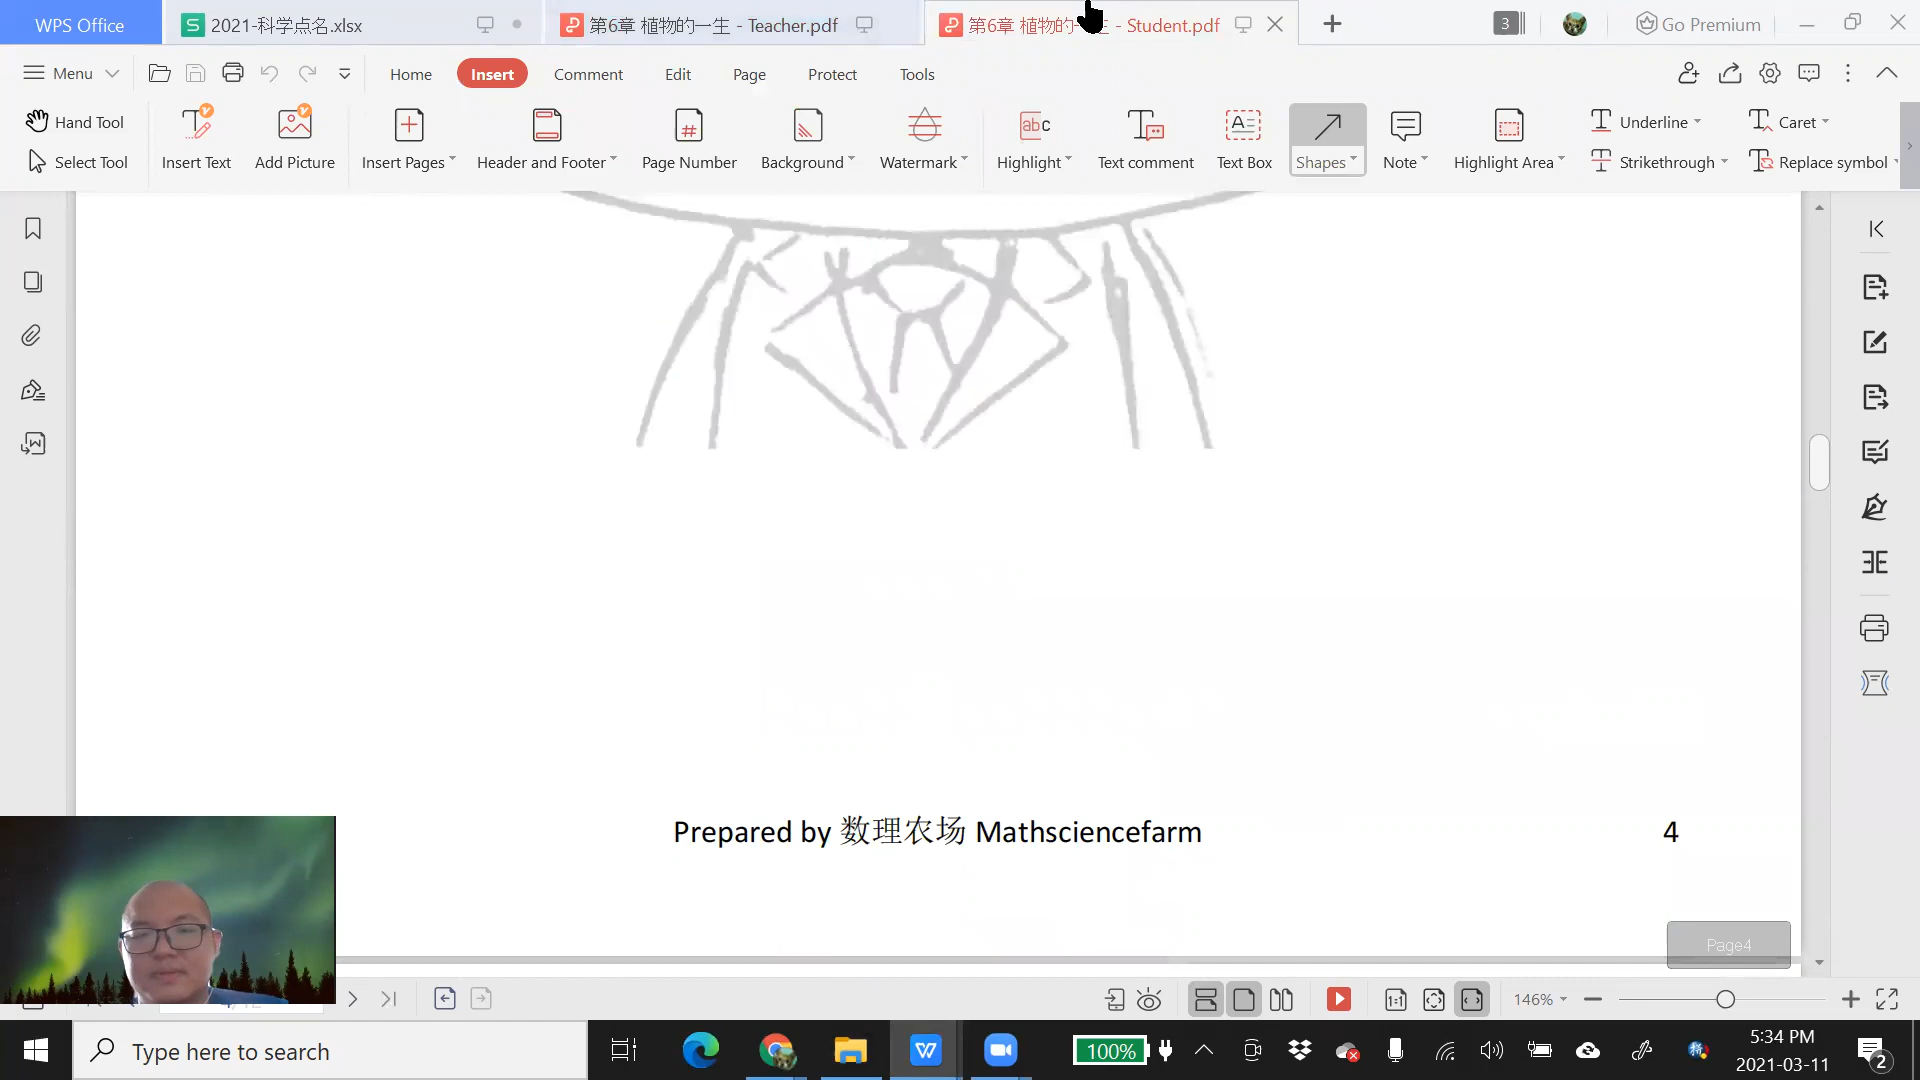 WPS Office
2021-科学点名.xlsx
第6章 植物的一生 - Teacher.pdf
第6章 植物的一生 - Student.pdf
3
Go Premium
Menu
Home
Insert
Comment
Edit
Page
Protect
Tools
Hand Tool
Select Tool
Insert Text
Add Picture
Insert Pages
Header and Footer
Page Number
Background
Watermark
Highlight
Text comment
Text Box
Shapes
Note
Highlight Area
Underline
Strikethrough
Caret
Replace symbol
Prepared by 数理农场 Mathsciencefarm
4
Page4
146%
Type here to search
100%
5:34 PM
2021-03-11
2